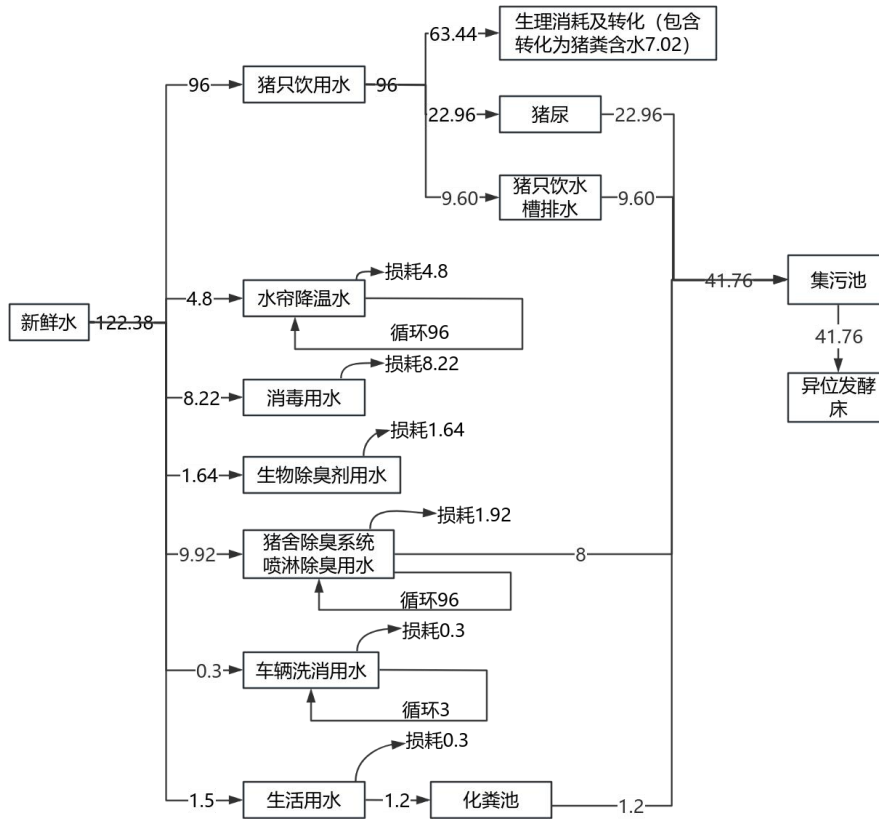 63.44
生理消耗及转化（包含
转化为猪粪含水7.02）
96
猪只饮用水
96
22.96
猪尿
22.96
9.60
猪只饮水
槽排水
9.60
41.76
集污池
41.76
异位发酵
床
新鲜水
122.38
4.8
水帘降温水
损耗4.8
循环96
8.22
消毒用水
损耗8.22
1.64
生物除臭剂用水
损耗1.64
9.92
猪舍除臭系统
喷淋除臭用水
损耗1.92
8
循环96
0.3
车辆洗消用水
损耗0.3
循环3
1.5
生活用水
损耗0.3
1.2
化粪池
1.2